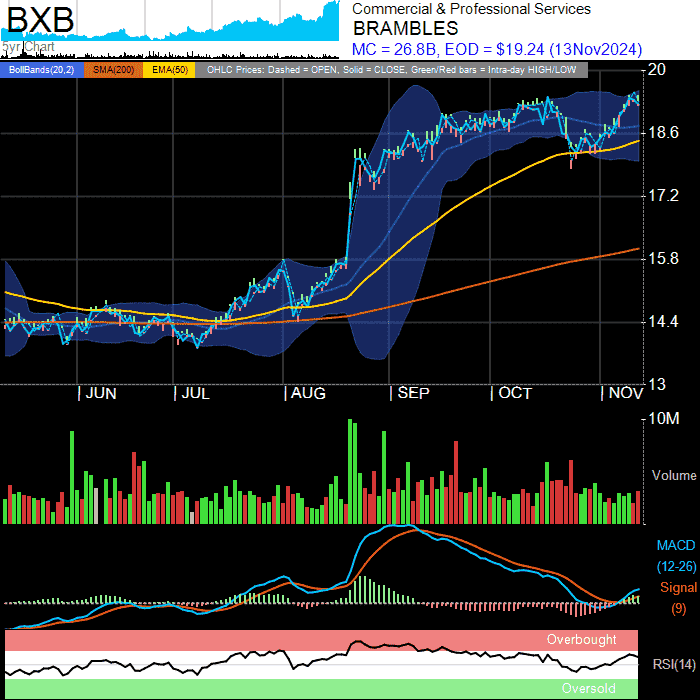 BXB
5yr Chart
Commercial & Professional Services
BRAMBLES
MC = 26.8B, EOD = $19.24 (13Nov2024)
BollBands(20,2) SMA(200) EMA(50) OHLC Prices: Dashed = OPEN, Solid = CLOSE, Green/Red bars = Intra-day HIGH/LOW
20
18.6
17.2
15.8
14.4
13
JUN JUL AUG SEP OCT NOV
10M
Volume
MACD
(12-26)
Signal
(9)
Overbought
RSI(14)
Oversold